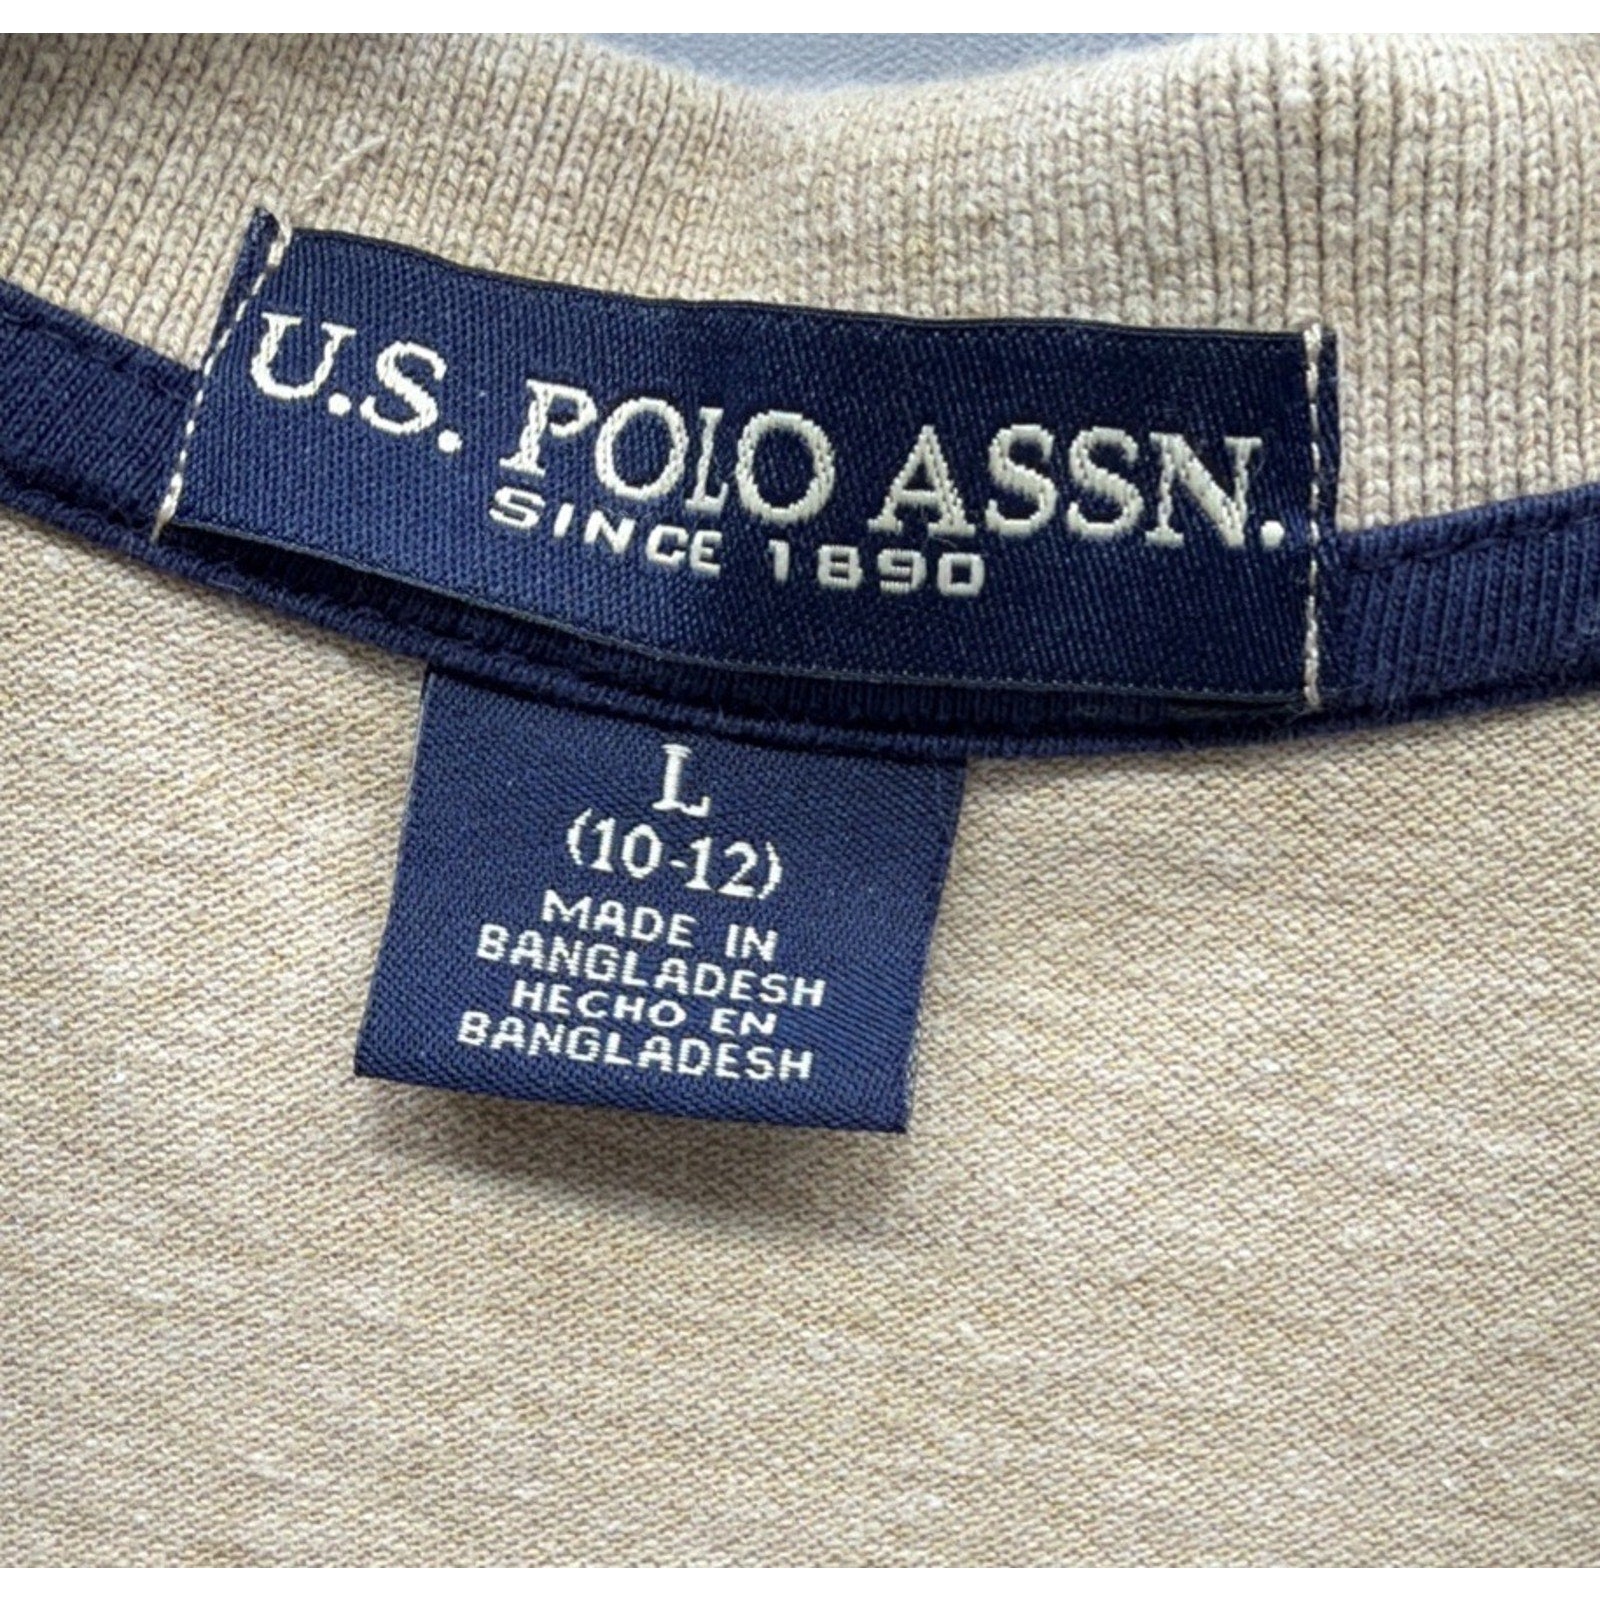 U.S. POLO ASSN.
SINCE 1890
L
(10-12)
MADE IN
BANGLADESH
HECHO EN
BANGLADESH